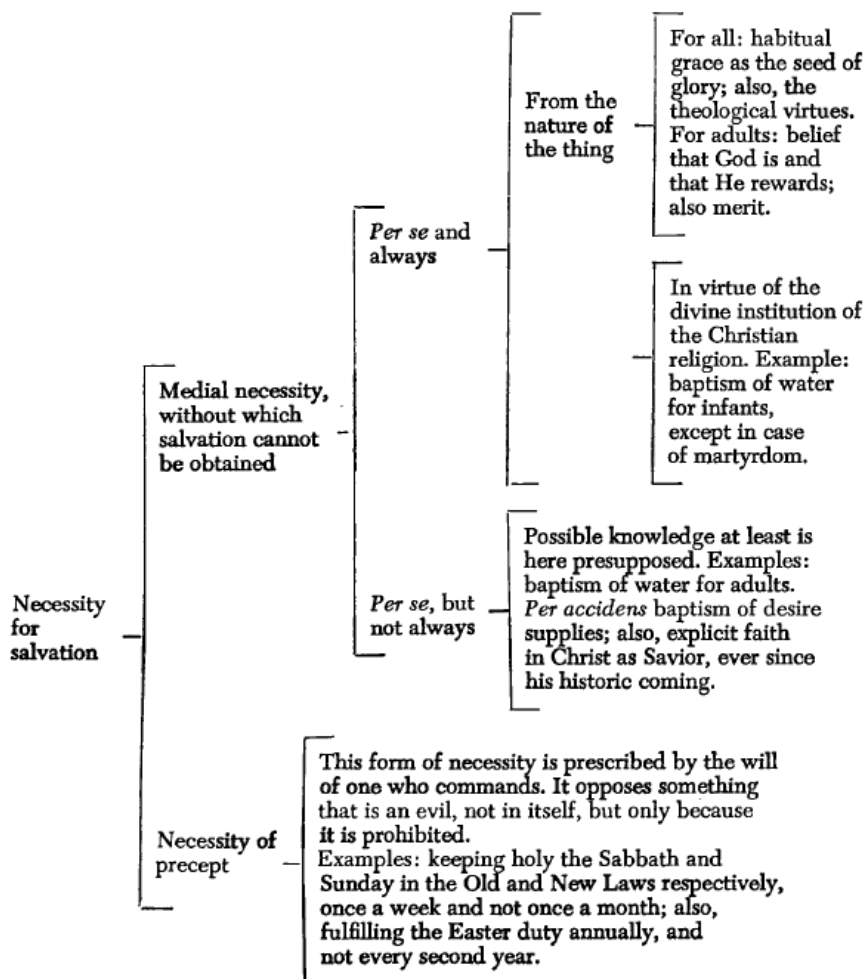 Necessity
for
salvation
Medial necessity,
without which
salvation cannot
be obtained
Per se and
always
From the
nature of
the thing
For all: habitual
grace as the seed of
glory; also, the
theological virtues.
For adults: belief
that God is and
that He rewards;
also merit.
In virtue of the
divine institution of
the Christian
religion. Example:
baptism of water
for infants,
except in case
of martyrdom.
Per se, but
not always
Possible knowledge at least is
here presupposed. Examples:
baptism of water for adults.
Per accidens baptism of desire
supplies; also, explicit faith
in Christ as Savior, ever since
his historic coming.
Necessity of
precept
This form of necessity is prescribed by the will
of one who commands. It opposes something
that is an evil, not in itself, but only because
it is prohibited.
Examples: keeping holy the Sabbath and
Sunday in the Old and New Laws respectively,
once a week and not once a month; also,
fulfilling the Easter duty annually, and
not every second year.